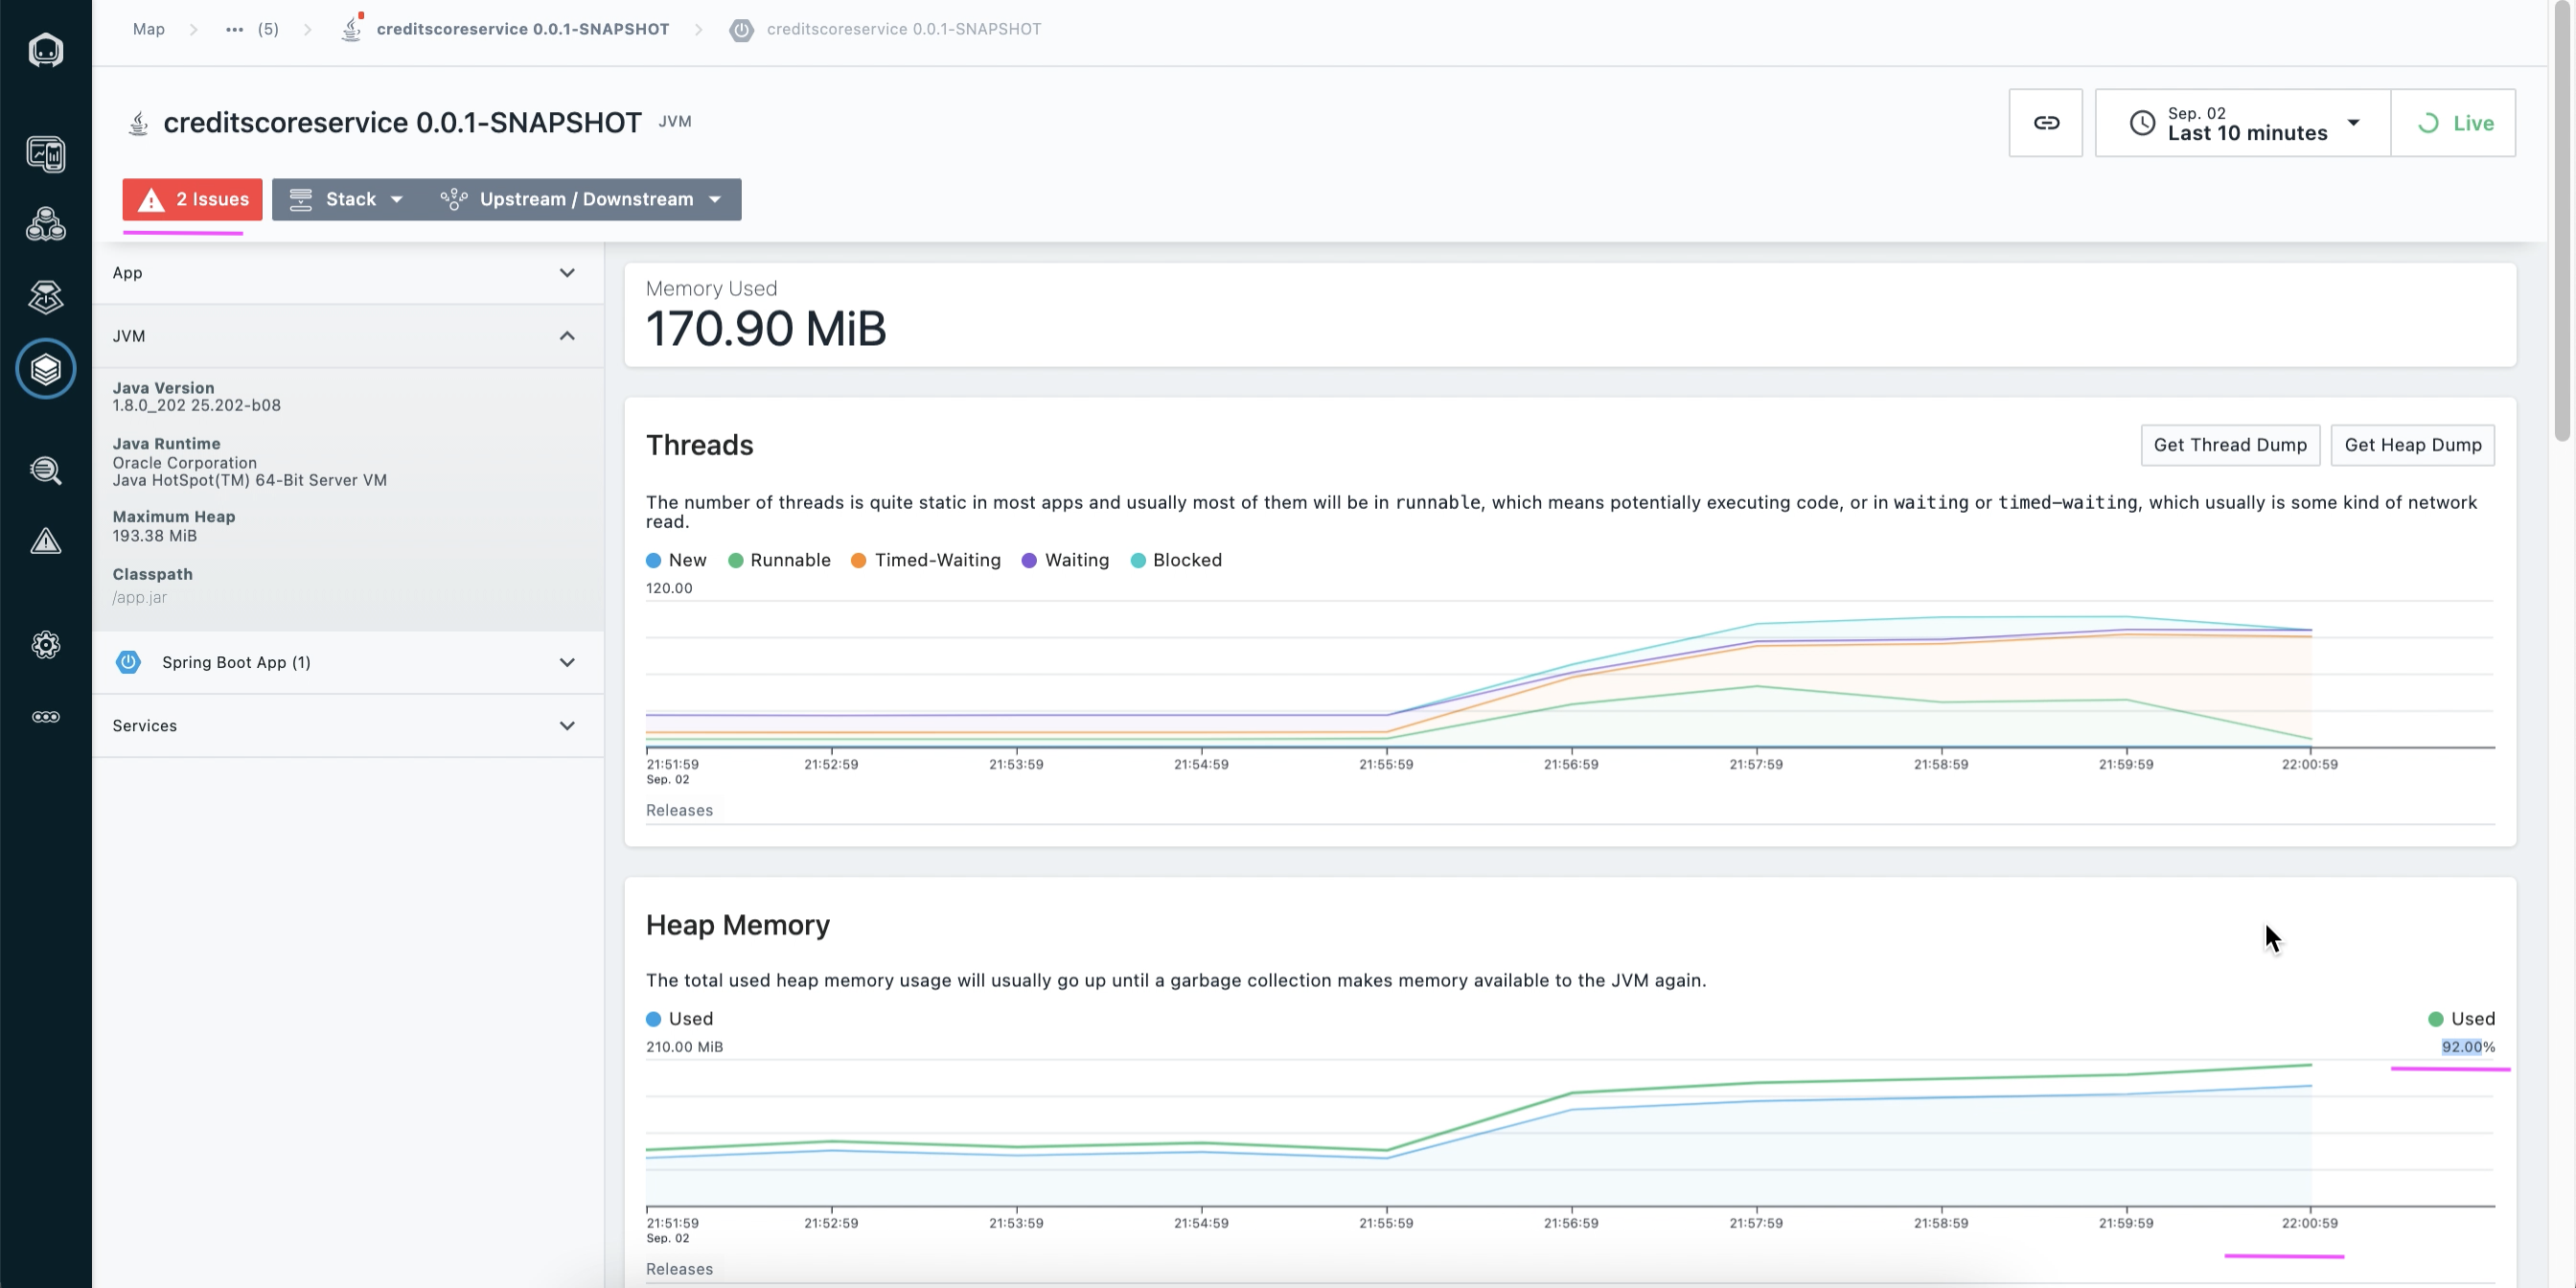 Map ... (5) creditscoreservice 0.0.1-SNAPSHOT creditscoreservice 0.0.1-SNAPSHOT
creditscoreservice 0.0.1-SNAPSHOT JVM
Sep. 02
Last 10 minutes
Live
2 Issues Stack Upstream / Downstream
App
JVM
Java Version
1.8.0_202 25.202-b08
Java Runtime
Oracle Corporation
Java HotSpot(TM) 64-Bit Server VM
Maximum Heap
193.38 MiB
Classpath
/app.jar
Spring Boot App (1)
Services
Memory Used
170.90 MiB
Threads
Get Thread Dump Get Heap Dump
The number of threads is quite static in most apps and usually most of them will be in runnable, which means potentially executing code, or in waiting or timed-waiting, which usually is some kind of network
read.
New Runnable Timed-Waiting Waiting Blocked
120.00
21:51:59 21:52:59 21:53:59 21:54:59 21:55:59 21:56:59 21:57:59 21:58:59 21:59:59 22:00:59
Sep. 02
Releases
Heap Memory
The total used heap memory usage will usually go up until a garbage collection makes memory available to the JVM again.
Used Used
210.00 MiB 92.00%
21:51:59 21:52:59 21:53:59 21:54:59 21:55:59 21:56:59 21:57:59 21:58:59 21:59:59 22:00:59
Sep. 02
Releases